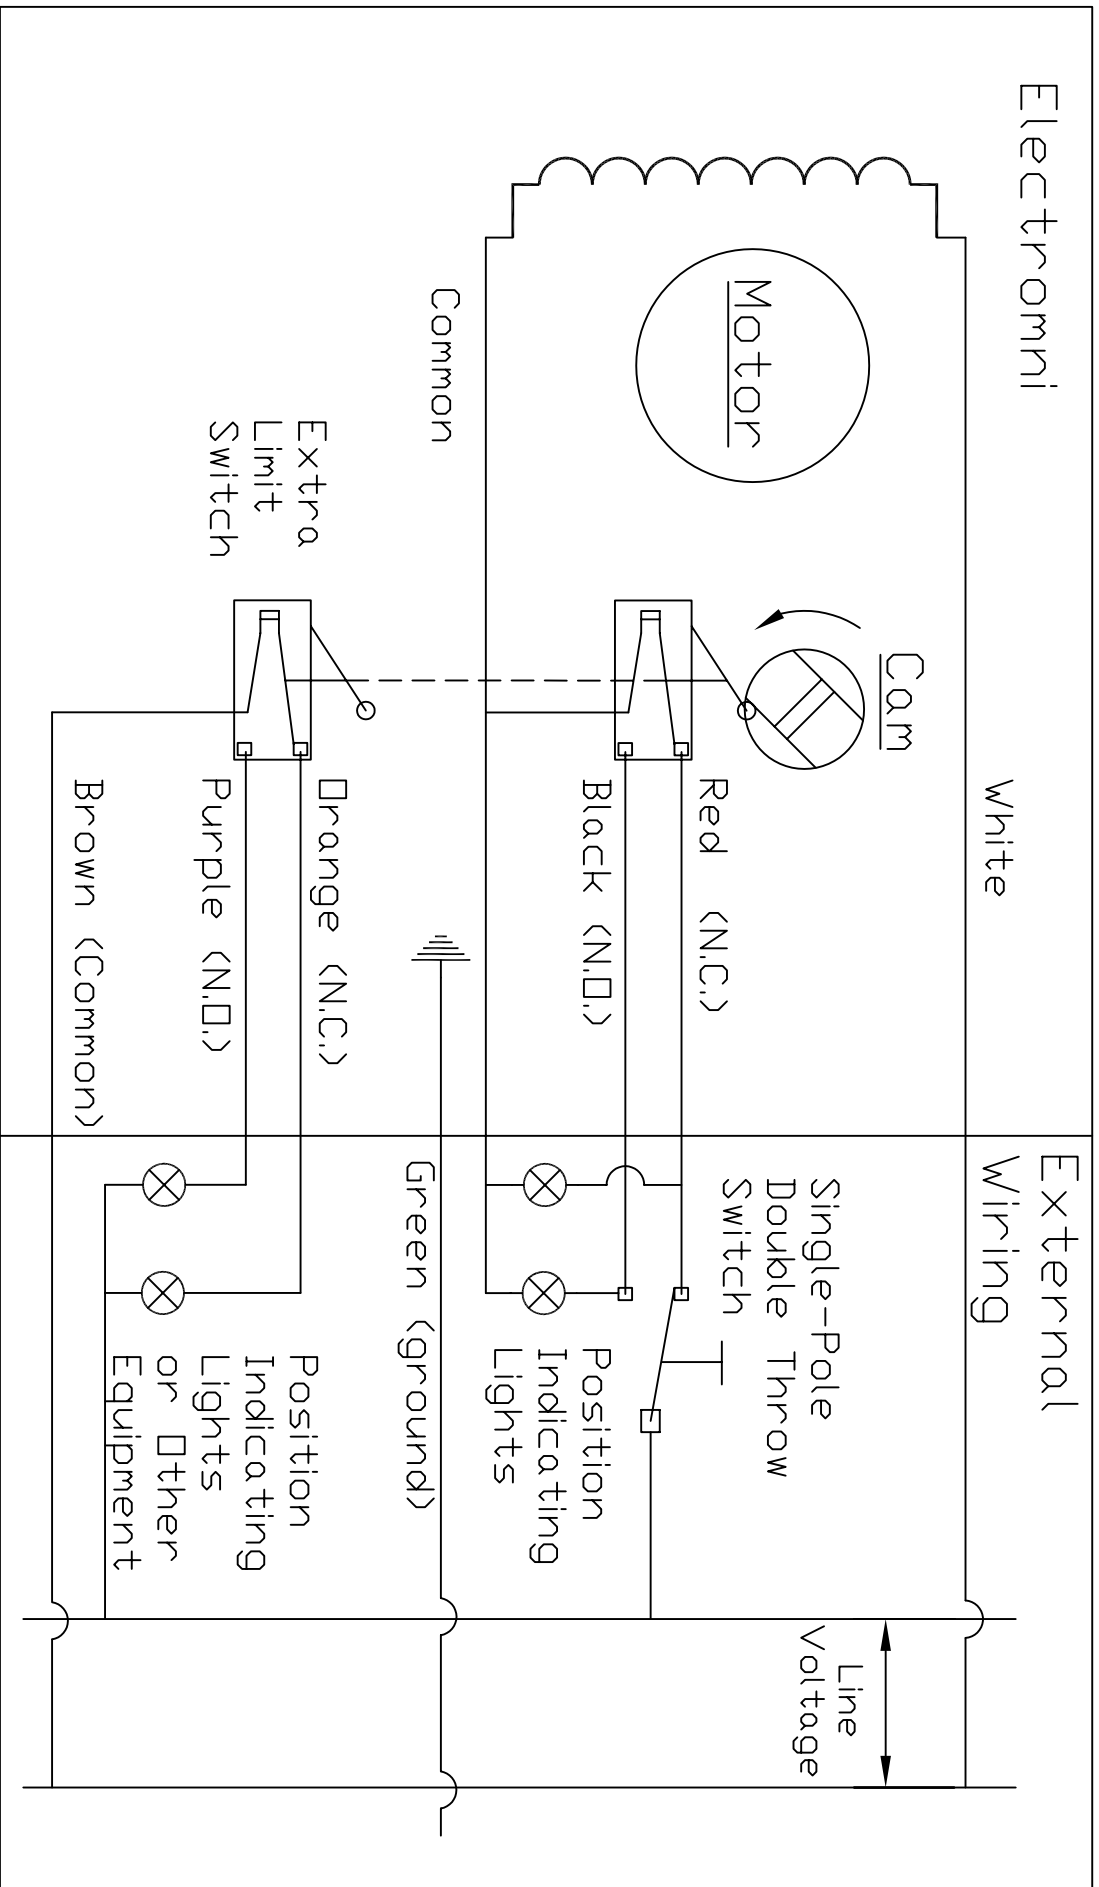 Electromni
External
Wiring
White
Line
Voltage
Cam
Motor
Single-Pole
Double Throw
Switch
Red (N.C.)
Black (N.O.)
Position
Indicating
Lights
Common
Green (ground)
Extra
Limit
Switch
Orange (N.C.)
Purple (N.O.)
Position
Indicating
Lights
or Other
Equipment
Brown (Common)